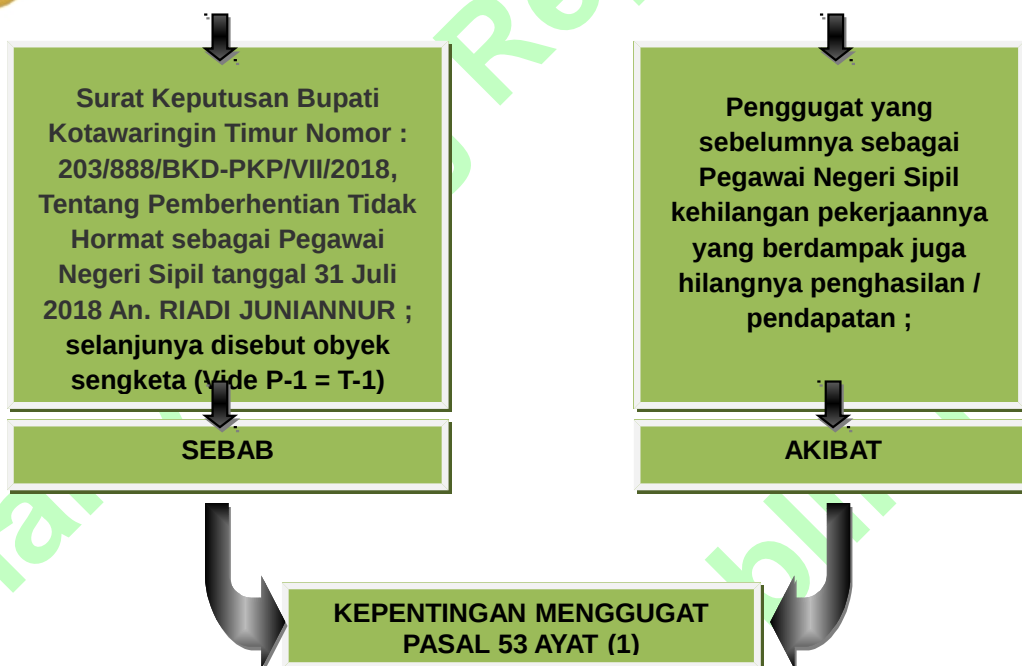 Surat Keputusan Bupati
Kotawaringin Timur Nomor :
203/888/BKD-PKP/VII/2018,
Tentang Pemberhentian Tidak
Hormat sebagai Pegawai
Negeri Sipil tanggal 31 Juli
2018 An. RIADI JUNIANNUR ;
selanjunya disebut obyek
sengketa (Vide P-1 = T-1)
SEBAB
Penggugat yang
sebelumnya sebagai
Pegawai Negeri Sipil
kehilangan pekerjaannya
yang berdampak juga
hilangnya penghasilan /
pendapatan ;
AKIBAT
KEPENTINGAN MENGGUGAT
PASAL 53 AYAT (1)